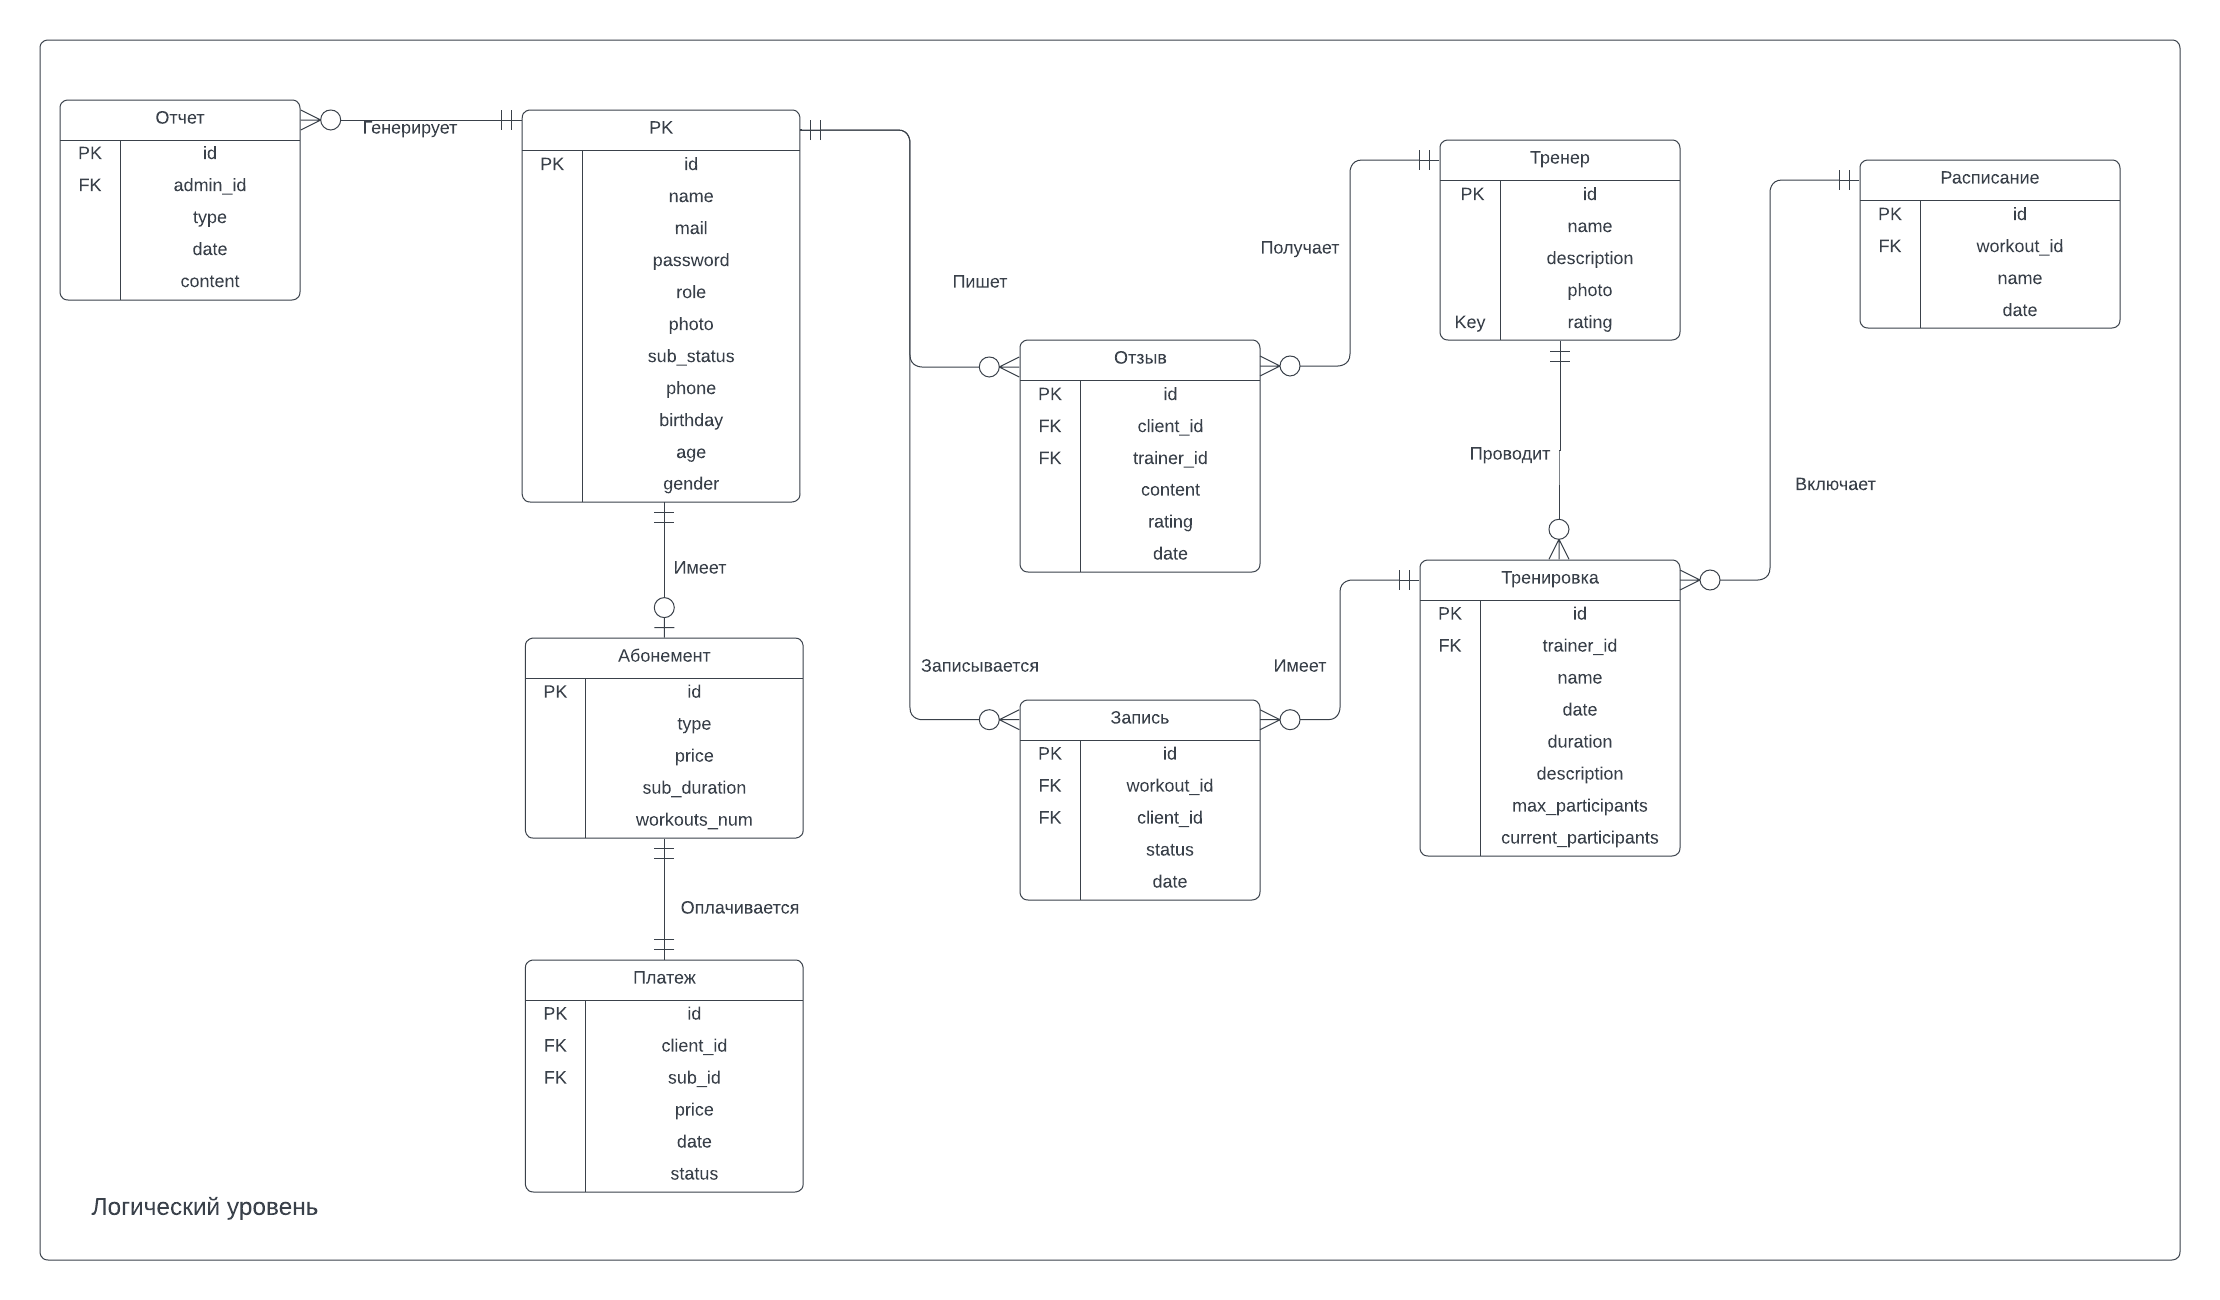 Отчет
PK id
FK admin_id
type
date
content
Генерирует
PK
PK id
name
mail
password
role
photo
sub_status
phone
birthday
age
gender
Пишет
Получает
Тренер
PK id
name
description
photo
Key rating
Расписание
PK id
FK workout_id
name
date
Отзыв
PK id
FK client_id
FK trainer_id
content
rating
date
Проводит
Включает
Имеет
Абонемент
PK id
type
price
sub_duration
workouts_num
Записывается
Имеет
Запись
PK id
FK workout_id
FK client_id
status
date
Тренировка
PK id
FK trainer_id
name
date
duration
description
max_participants
current_participants
Оплачивается
Платеж
PK id
FK client_id
FK sub_id
price
date
status
Логический уровень